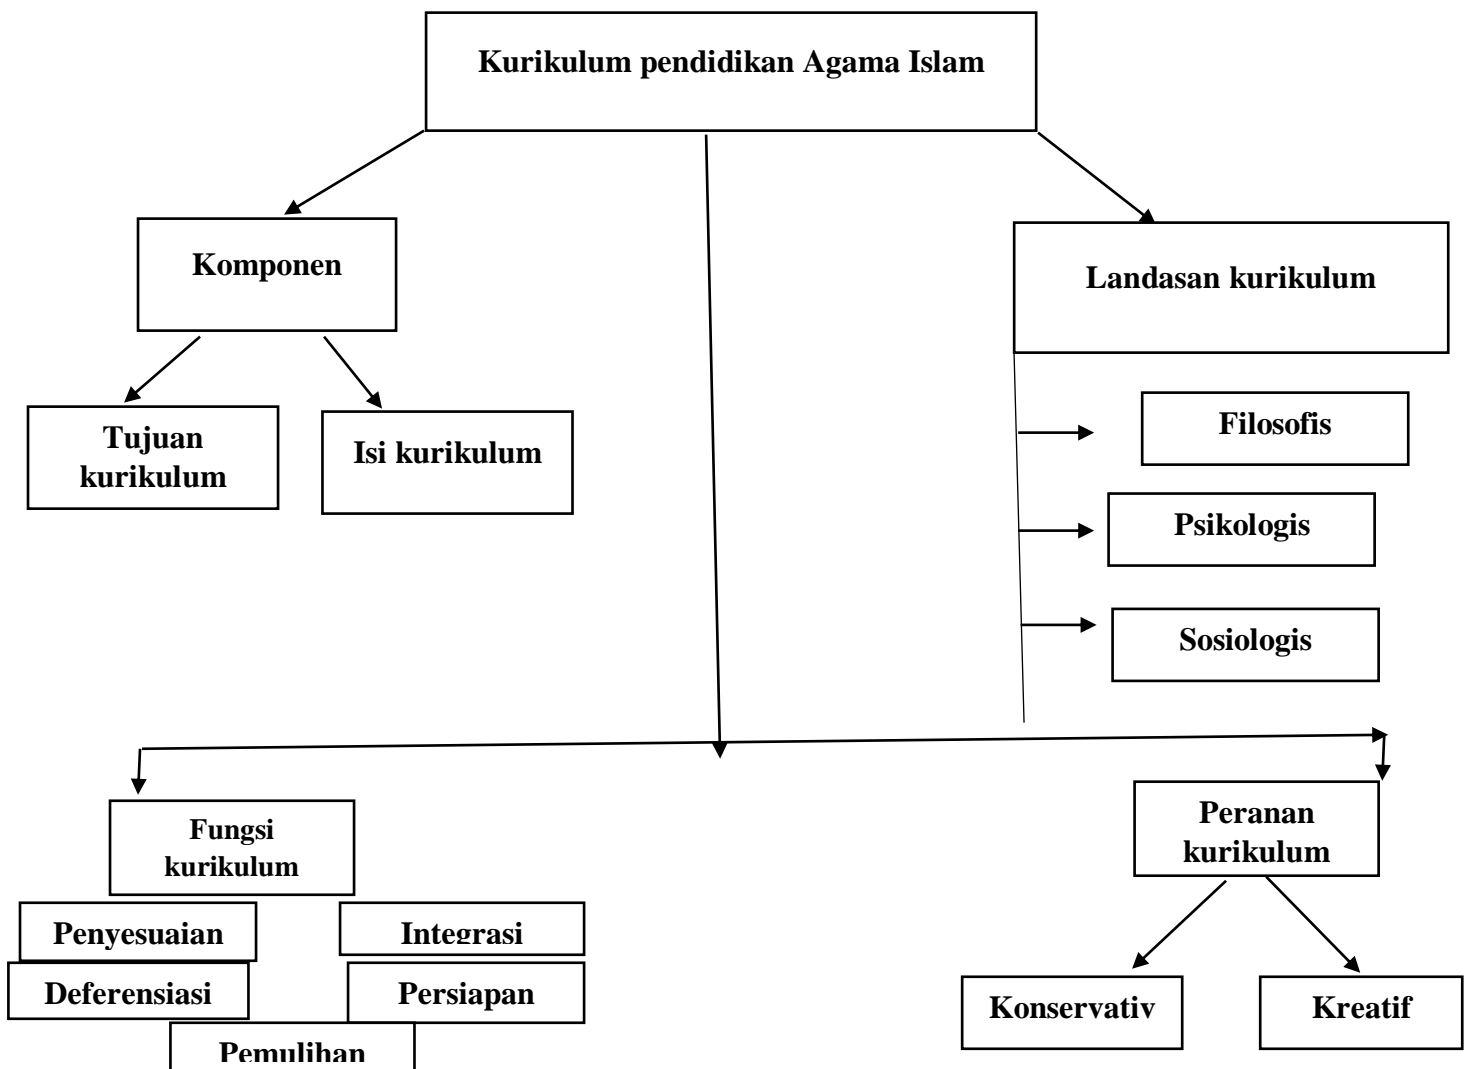 Kurikulum pendidikan Agama Islam
Komponen
Landasan kurikulum
Tujuan
kurikulum
Isi kurikulum
Filosofis
Psikologis
Sosiologis
Fungsi
kurikulum
Peranan
kurikulum
Penyesuaian
Integrasi
Deferensiasi
Persiapan
Pemulihan
Konservativ
Kreatif